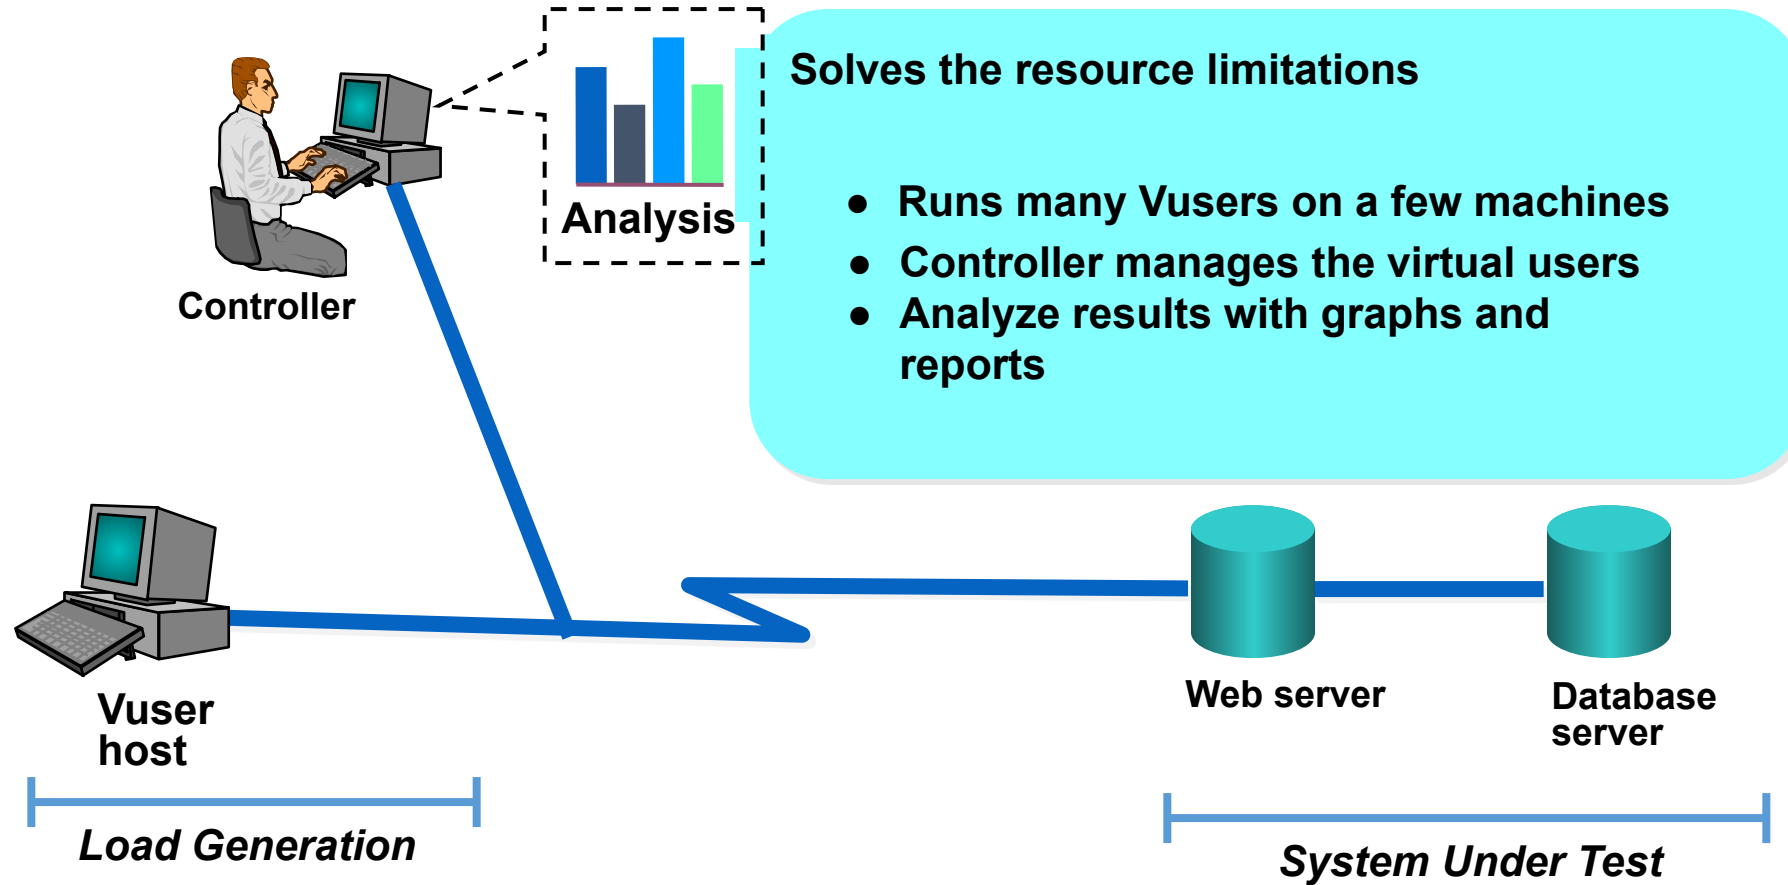 Solves the resource limitations
● Runs many Vusers on a few machines
● Controller manages the virtual users
● Analyze results with graphs and
reports
Analysis
Controller
Vuser
host
Web server
Database
server
Load Generation
System Under Test